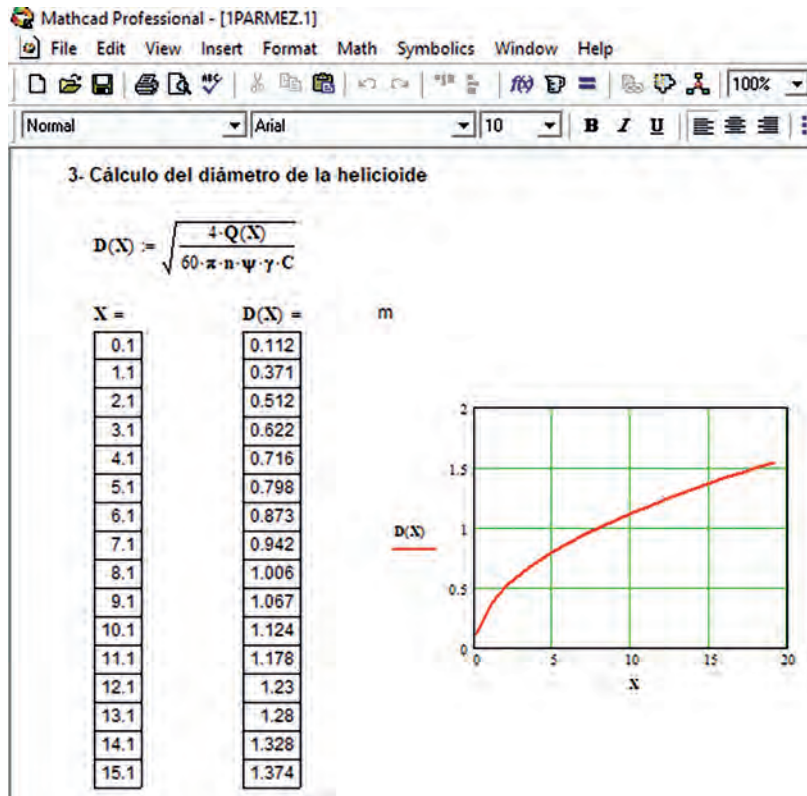 Mathcad Professional - [1PARMEZ.1]
File Edit View Insert Format Math Symbolics Window Help
100%
Normal Arial 10 B I U
3- Cálculo del diámetro de la helicioide
D(X) := √(4·Q(X) / 60·π·n·ψ·γ·C)
X = D(X) = m
0.1 0.112
1.1 0.371
2.1 0.512
3.1 0.622
4.1 0.716
5.1 0.798
6.1 0.873
7.1 0.942
8.1 1.006
9.1 1.067
10.1 1.124
11.1 1.178
12.1 1.23
13.1 1.28
14.1 1.328
15.1 1.374
2
1.5
D(X) 1
0.5
0
0 5 10 15 20
X